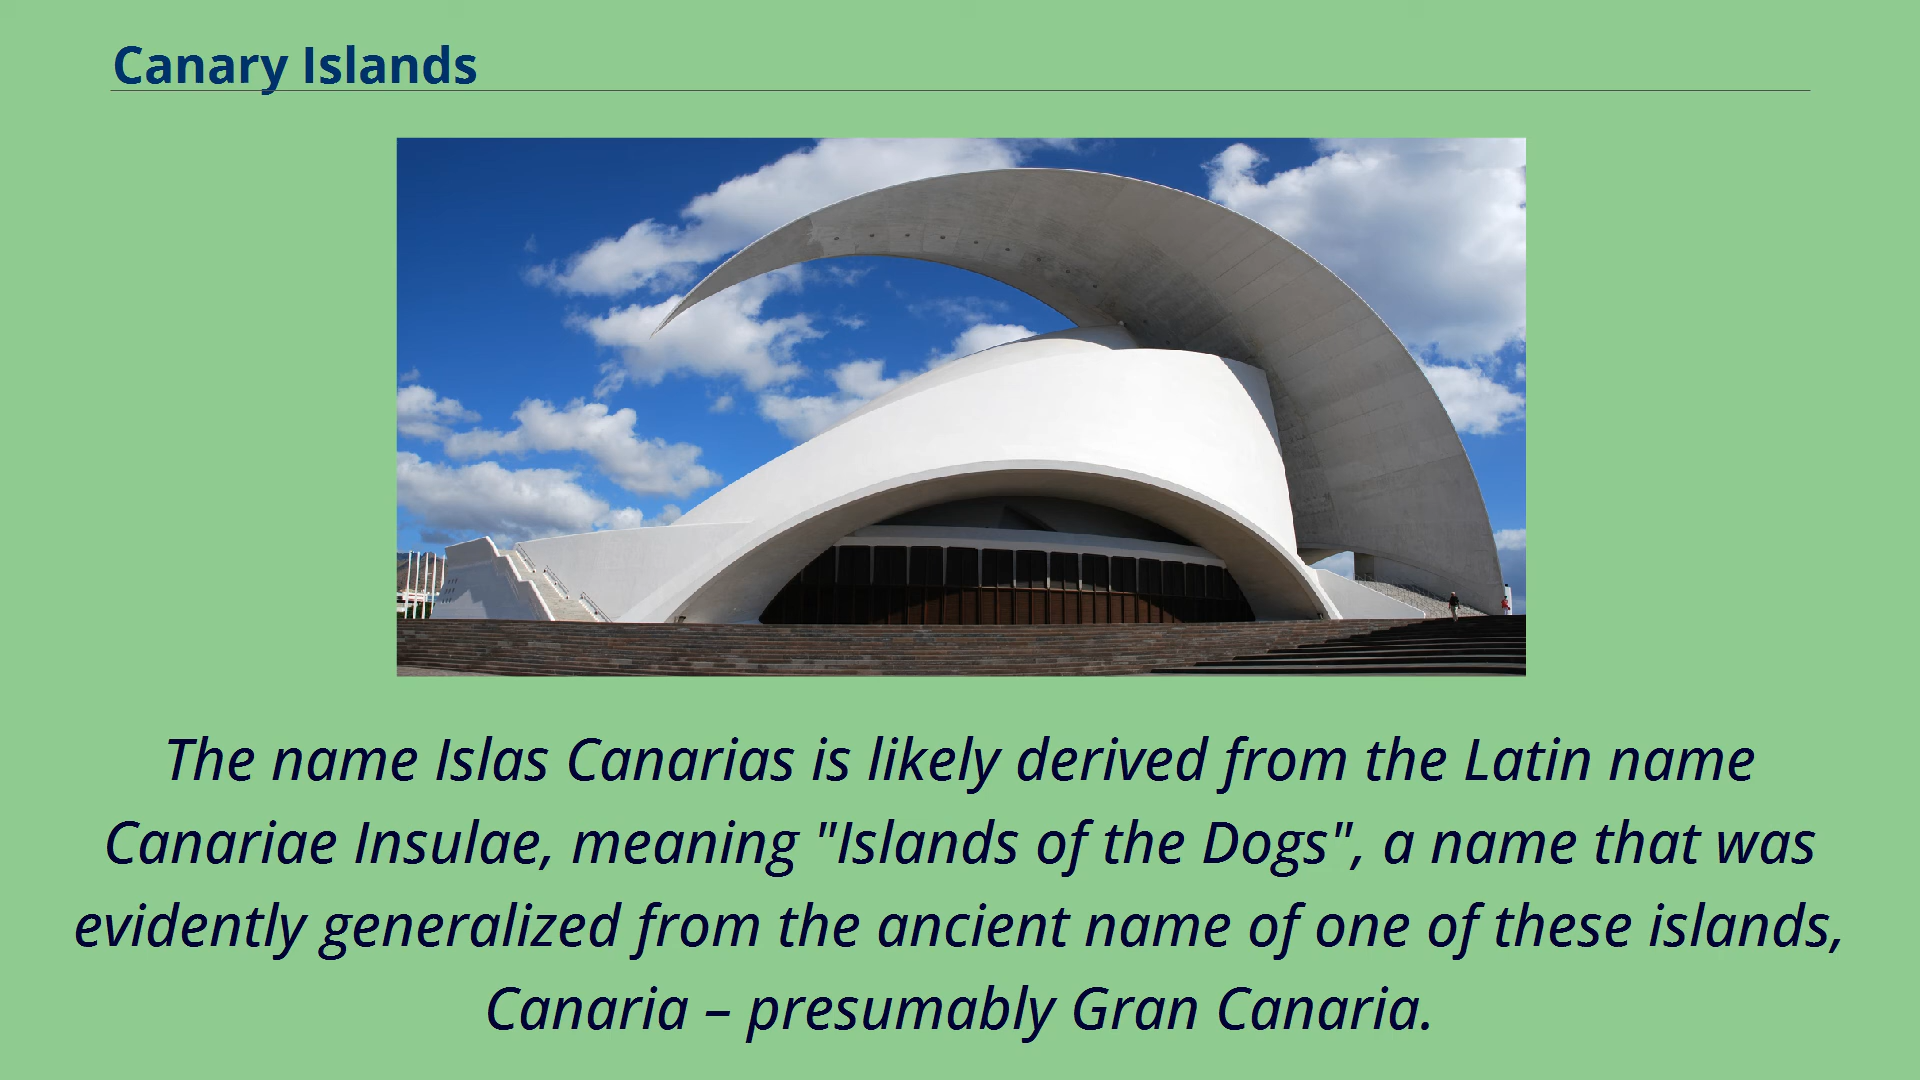 Canary Islands
The name Islas Canarias is likely derived from the Latin name
Canariae Insulae, meaning "Islands of the Dogs", a name that was
evidently generalized from the ancient name of one of these islands,
Canaria – presumably Gran Canaria.